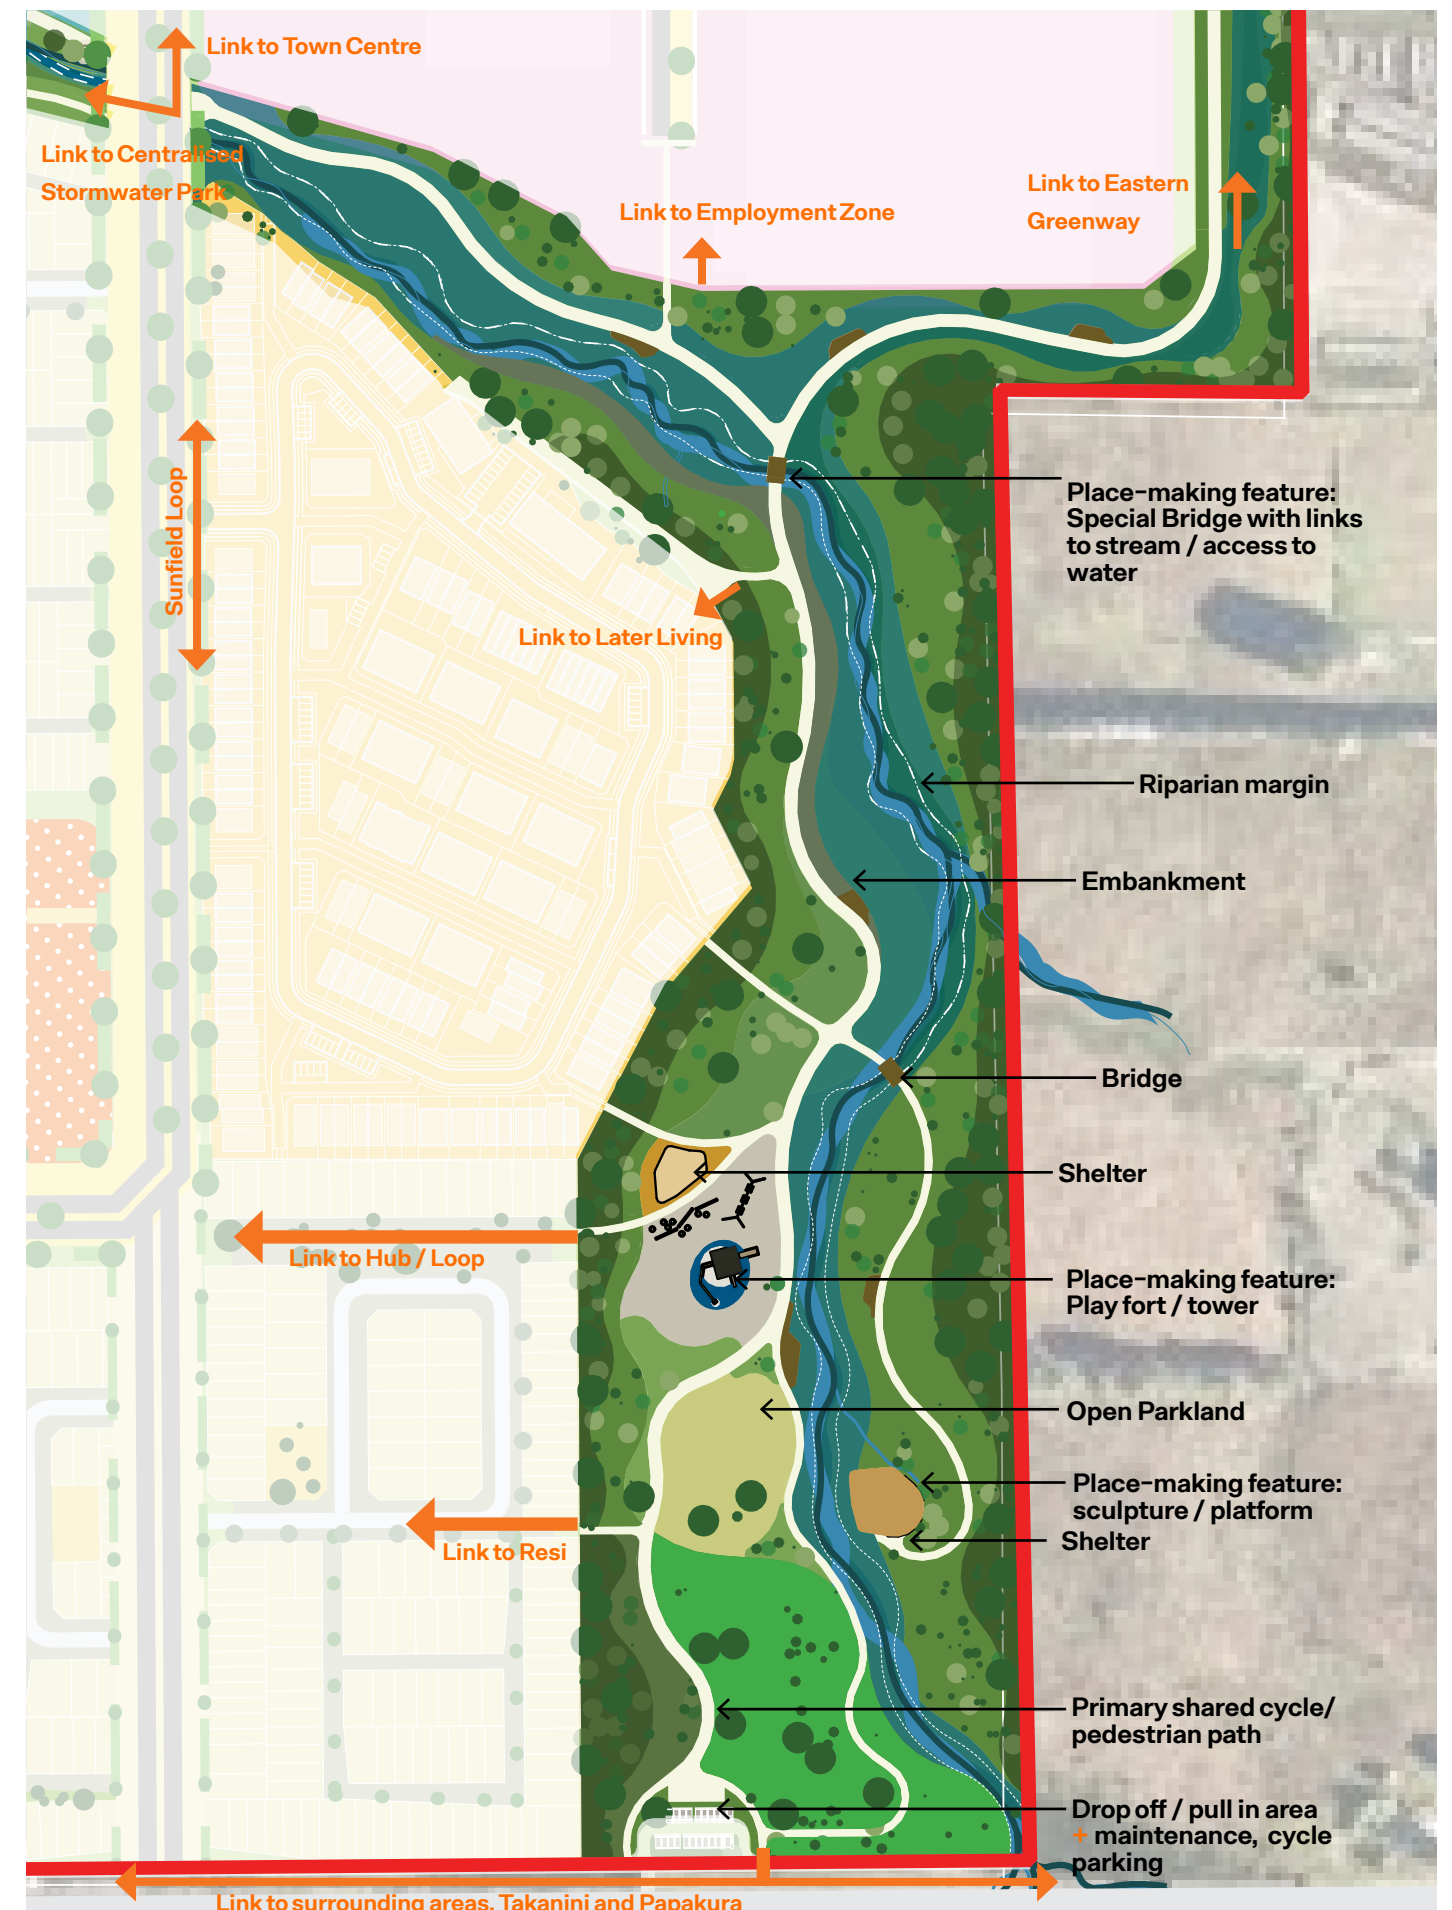 Link to Town Centre
Link to Centralised
Stormwater Park
Link to Employment Zone
Link to Eastern
Greenway
Sunfield Loop
Place-making feature:
Special Bridge with links
to stream / access to
water
Link to Later Living
Riparian margin
Embankment
Bridge
Shelter
Link to Hub / Loop
Place-making feature:
Play fort / tower
Open Parkland
Place-making feature:
sculpture / platform
Shelter
Link to Resi
Primary shared cycle/
pedestrian path
Drop off / pull in area
+ maintenance, cycle
parking
Link to surrounding areas, Takanini and Papakura